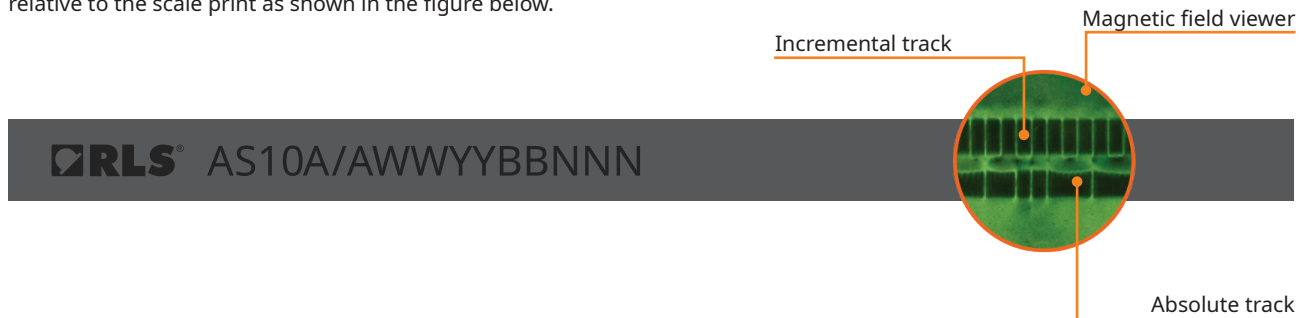 relative to the scale print as shown in the figure below.
Magnetic field viewer
Incremental track
RLS® AS10A/AWWYYBBNNN
Absolute track